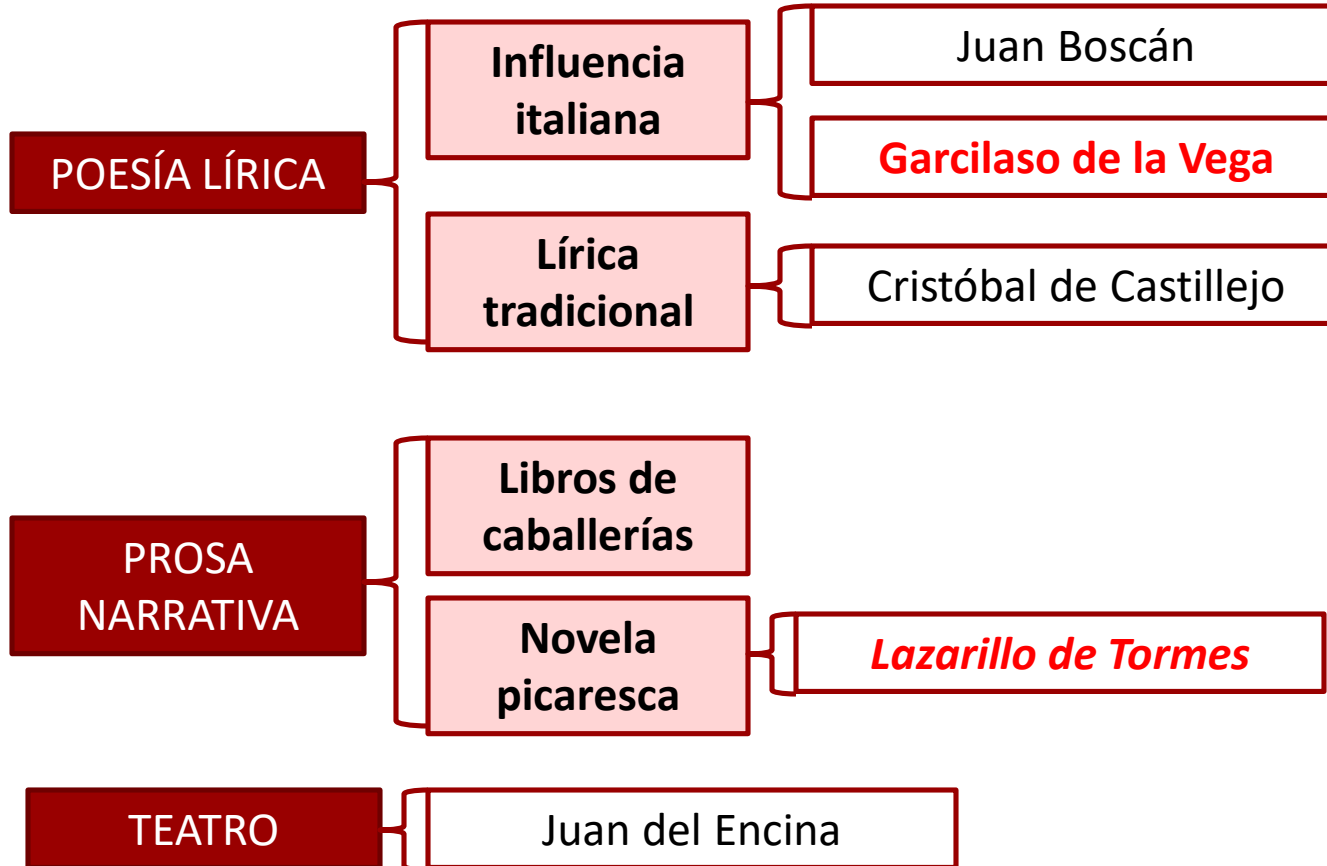 POESÍA LÍRICA
Influencia
italiana
Juan Boscán
Garcilaso de la Vega
Lírica
tradicional
Cristóbal de Castillejo
PROSA
NARRATIVA
Libros de
caballerías
Novela
picaresca
Lazarillo de Tormes
TEATRO
Juan del Encina